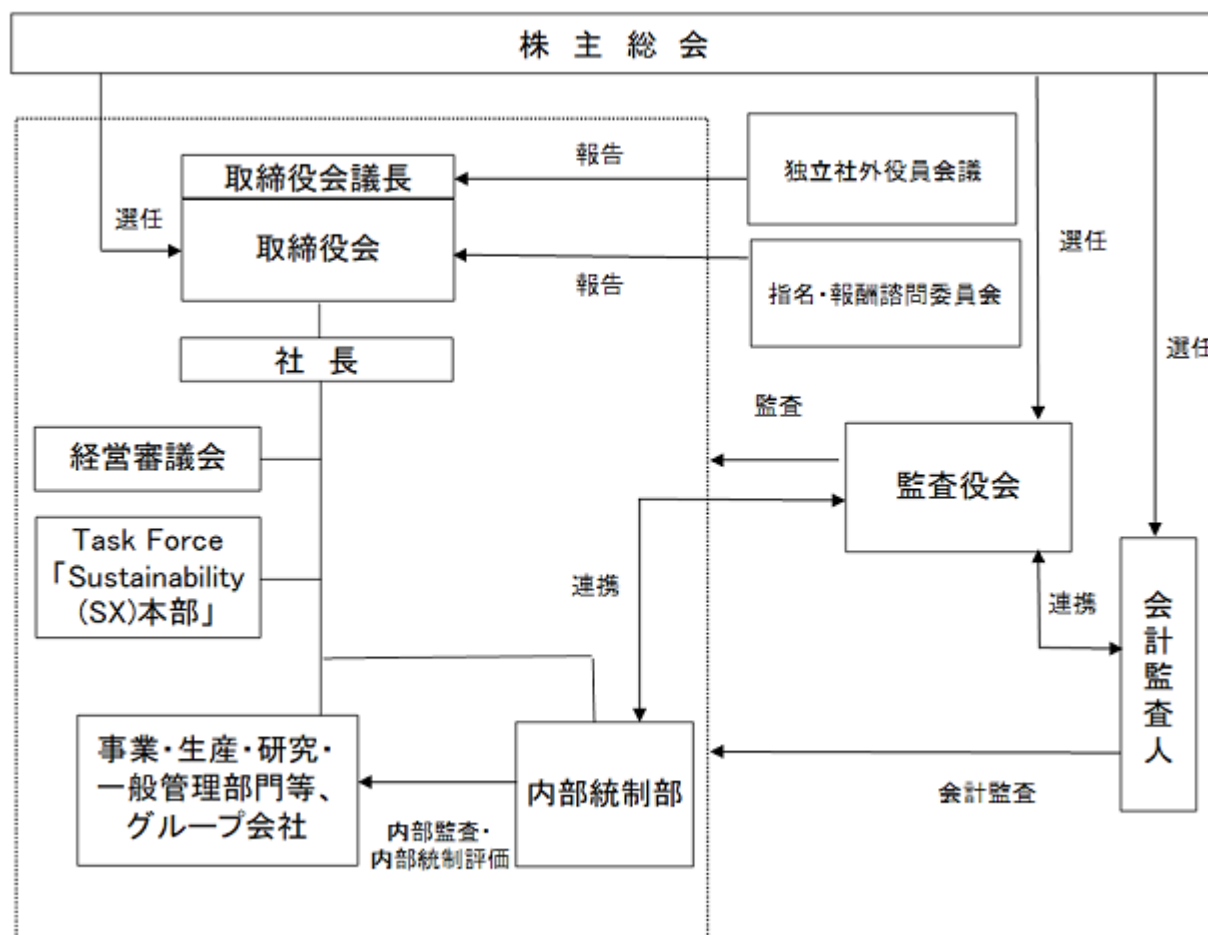 株 主 総 会
取締役会議長
報告
独立社外役員会議
選任
取締役会
選任
報告
指名・報酬諮問委員会
社 長
選任
監査
経営審議会
監査役会
Task Force
「Sustainability
(SX)本部」
連携
連携
会計監査人
事業・生産・研究・
一般管理部門等、
グループ会社
内部統制部
会計監査
内部監査・
内部統制評価